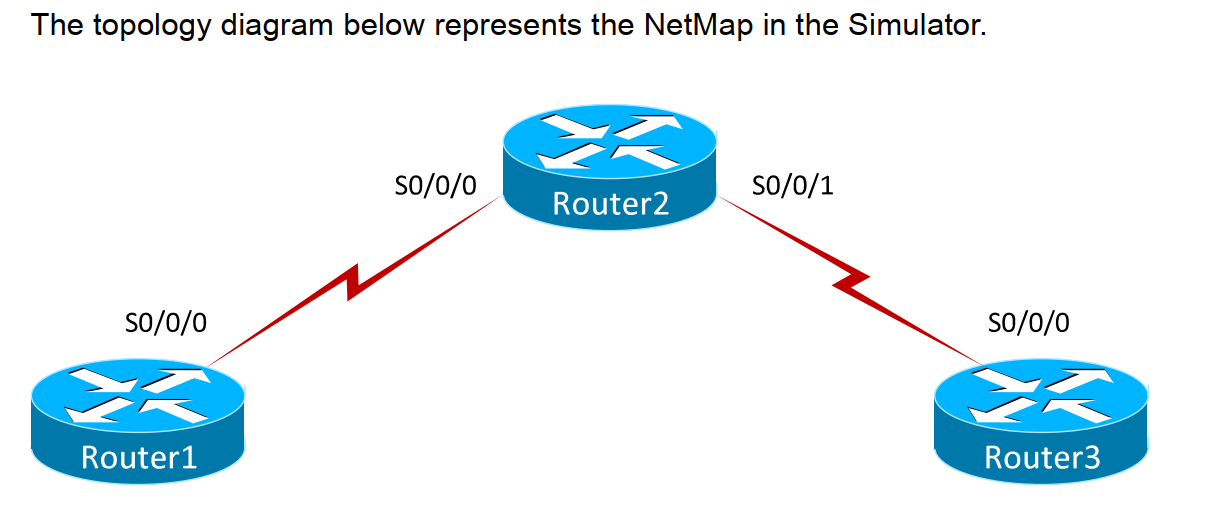 The topology diagram below represents the NetMap in the Simulator.
S0/0/0
Router2
S0/0/1
S0/0/0
S0/0/0
Router1
Router3